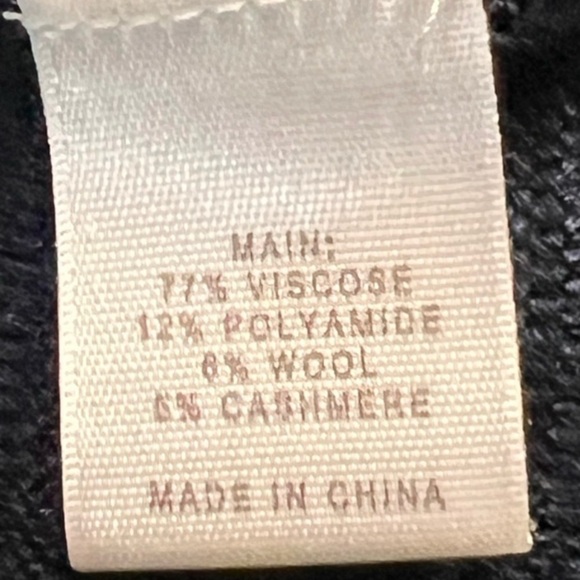 MAIN:
77% VISCOSE
12% POLYAMIDE
6% WOOL
5% CASHMERE
MADE IN CHINA